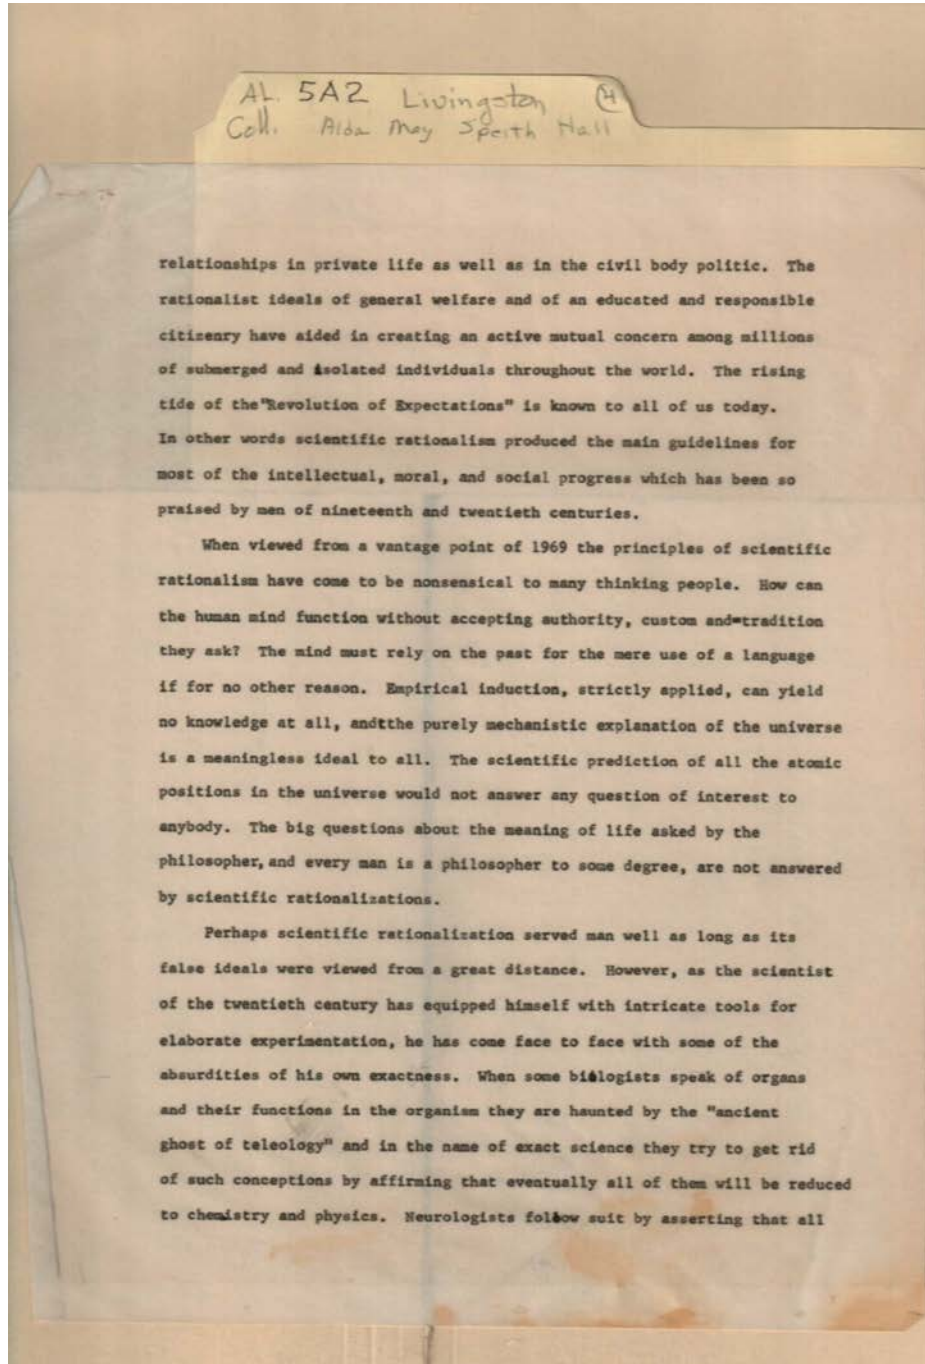 AL. 5A2 Livingston 4
Coll. Alda May Speith Hall
relationships in private life as well as in the civil body politic. The
rationalist ideals of general welfare and of an educated and responsible
citizenry have aided in creating an active mutual concern among millions
of submerged and isolated individuals throughout the world. The rising
tide of the"Revolution of Expectations" is known to all of us today.
In other words scientific rationalism produced the main guidelines for
most of the intellectual, moral, and social progress which has been so
praised by men of nineteenth and twentieth centuries.
When viewed from a vantage point of 1969 the principles of scientific
rationalism have come to be nonsensical to many thinking people. How can
the human mind function without accepting authority, custom and tradition
they ask? The mind must rely on the past for the mere use of a language
if for no other reason. Empirical induction, strictly applied, can yield
no knowledge at all, andtthe purely mechanistic explanation of the universe
is a meaningless ideal to all. The scientific prediction of all the atomic
positions in the universe would not answer any question of interest to
anybody. The big questions about the meaning of life asked by the
philosopher, and every man is a philosopher to some degree, are not answered
by scientific rationalizations.
Perhaps scientific rationalization served man well as long as its
false ideals were viewed from a great distance. However, as the scientist
of the twentieth century has equipped himself with intricate tools for
elaborate experimentation, he has come face to face with some of the
absurdities of his own exactness. When some biologists speak of organs
and their functions in the organism they are haunted by the "ancient
ghost of teleology" and in the name of exact science they try to get rid
of such conceptions by affirming that eventually all of them will be reduced
to chemistry and physics. Neurologists follow suit by asserting that all